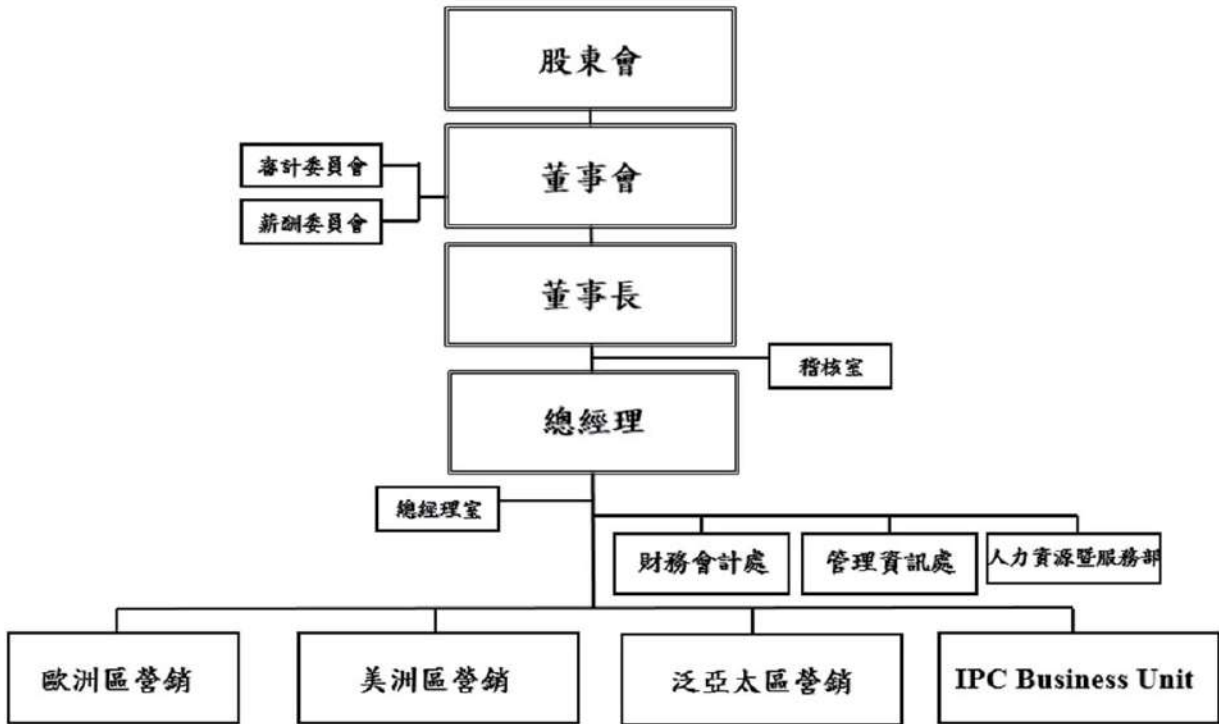 股東會
審計委員會
董事會
薪酬委員會
董事長
稽核室
總經理
總經理室
財務會計處
管理資訊處
人力資源暨服務部
歐洲區營銷
美洲區營銷
泛亞太區營銷
IPC Business Unit